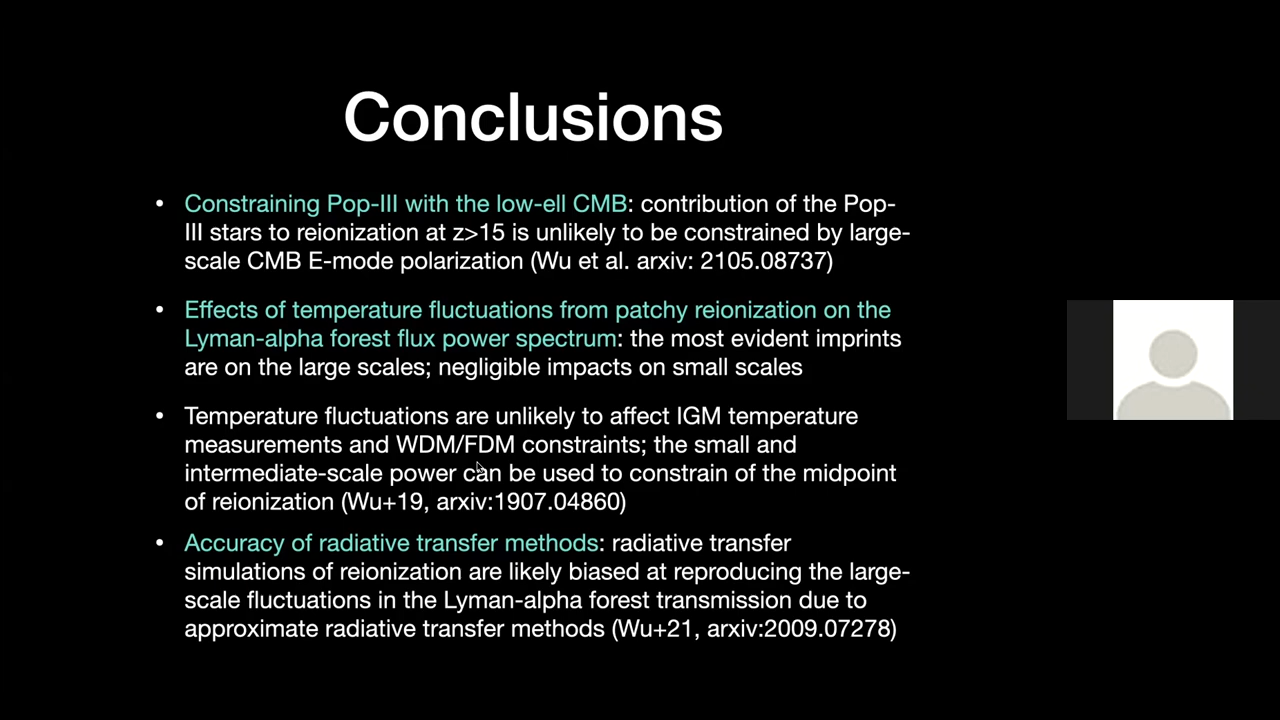 Conclusions
• Constraining Pop-III with the low-ell CMB: contribution of the Pop-
III stars to reionization at z>15 is unlikely to be constrained by large-
scale CMB E-mode polarization (Wu et al. arxiv: 2105.08737)
• Effects of temperature fluctuations from patchy reionization on the
Lyman-alpha forest flux power spectrum: the most evident imprints
are on the large scales; negligible impacts on small scales
• Temperature fluctuations are unlikely to affect IGM temperature
measurements and WDM/FDM constraints; the small and
intermediate-scale power can be used to constrain of the midpoint
of reionization (Wu+19, arxiv:1907.04860)
• Accuracy of radiative transfer methods: radiative transfer
simulations of reionization are likely biased at reproducing the large-
scale fluctuations in the Lyman-alpha forest transmission due to
approximate radiative transfer methods (Wu+21, arxiv:2009.07278)